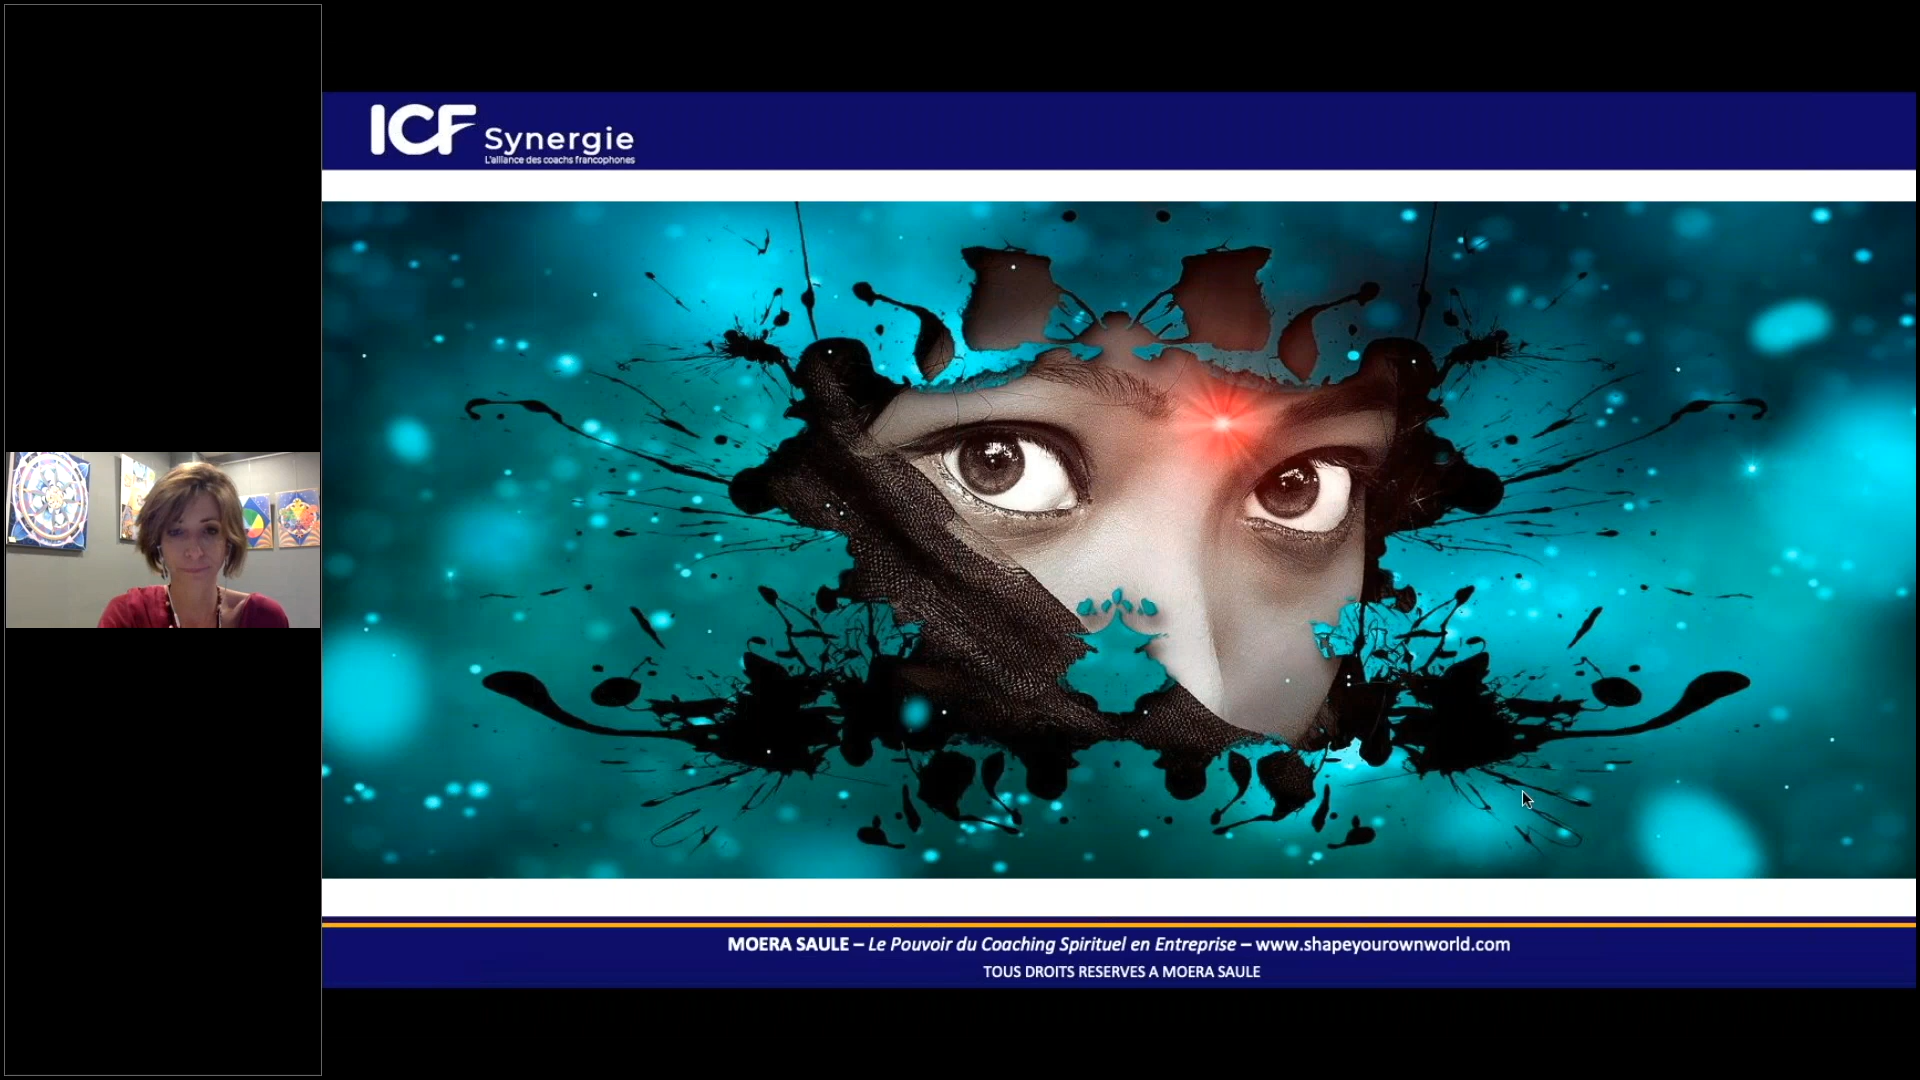 ICF Synergie
L'alliance des coachs francophones
MOERA SAULE – Le Pouvoir du Coaching Spirituel en Entreprise – www.shapeyourownworld.com
TOUS DROITS RESERVES A MOERA SAULE